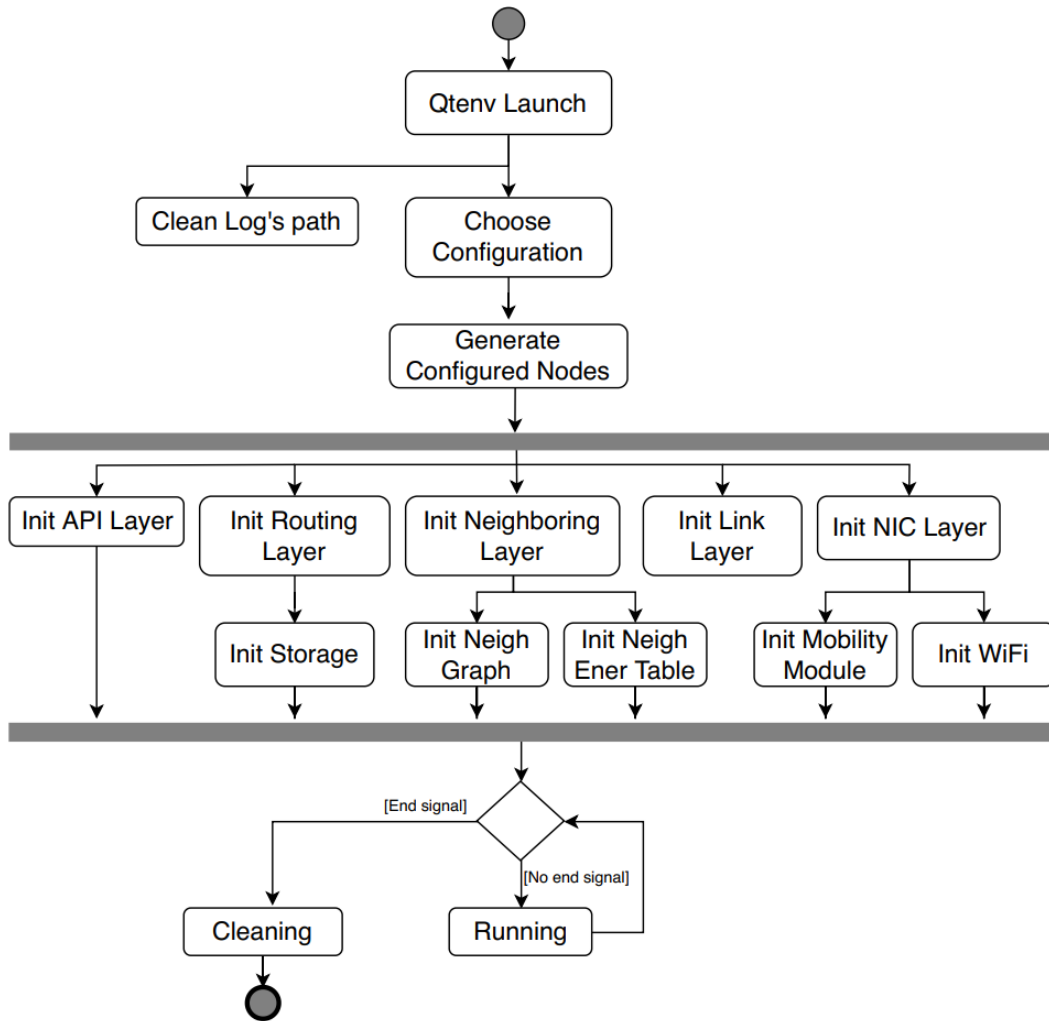 Qtenv Launch
Clean Log's path
Choose
Configuration
Generate
Configured Nodes
Init API Layer
Init Routing
Layer
Init Neighboring
Layer
Init Link
Layer
Init NIC Layer
Init Storage
Init Neigh
Graph
Init Neigh
Ener Table
Init Mobility
Module
Init WiFi
[End signal]
[No end signal]
Cleaning
Running